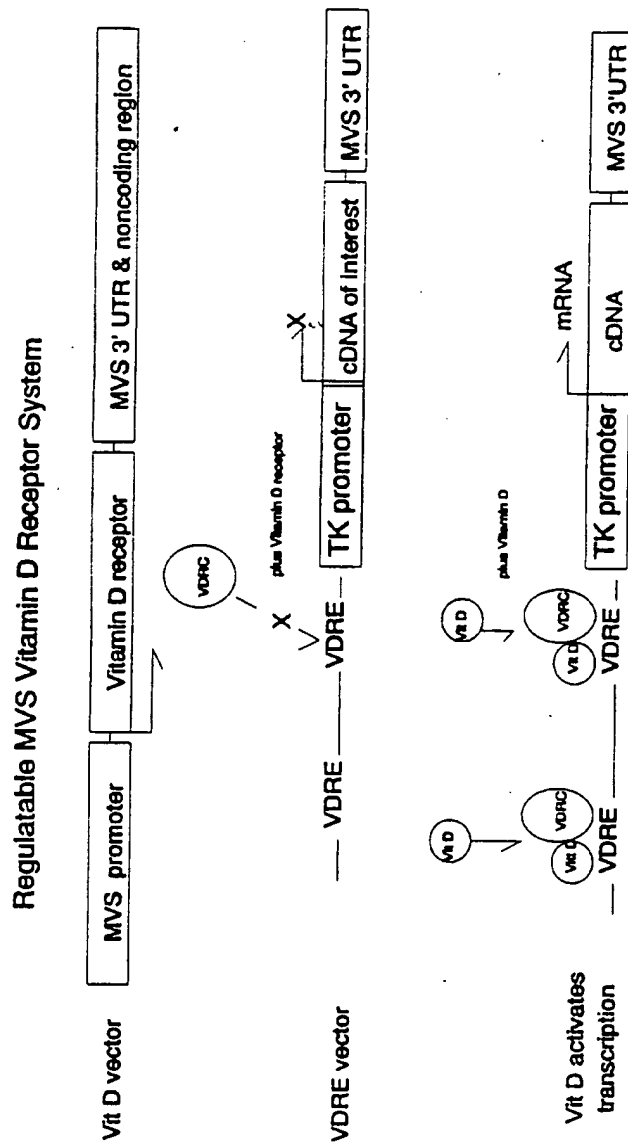 Regulatable MVS Vitamin D Receptor System
Vit D vector
MVS promoter
Vitamin D receptor
MVS 3' UTR & noncoding region
VDRC
X
plus Vitamin D receptor
X
VDRE vector
VDRE
VDRE
TK promoter
cDNA of interest
MVS 3' UTR
Vit D
Vit D
plus Vitamin D
mRNA
Vit D activates
transcription
Vitl D
VDRC
VDRE
Vit D
VDRC
VDRE
TK promoter
cDNA
MVS 3'UTR